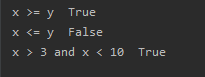 x >= y  True
x <= y  False
x > 3 and x < 10  True